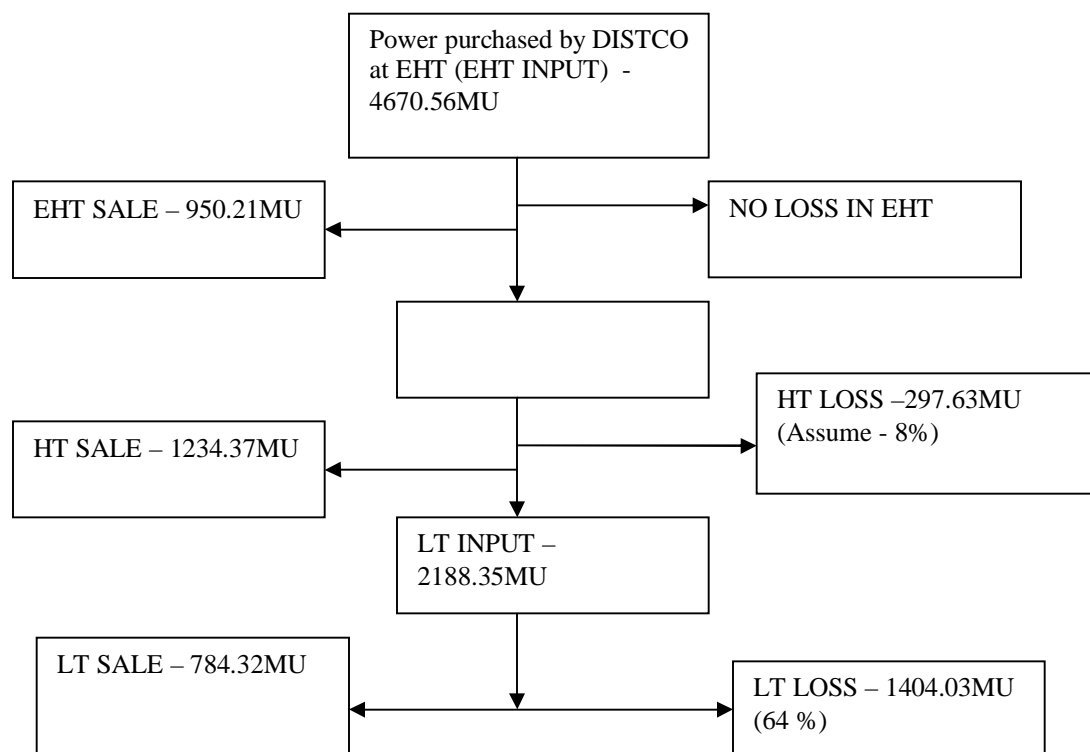 Power purchased by DISTCO
at EHT (EHT INPUT) -
4670.56MU
EHT SALE – 950.21MU
NO LOSS IN EHT
HT LOSS –297.63MU
(Assume - 8%)
HT SALE – 1234.37MU
LT INPUT –
2188.35MU
LT SALE – 784.32MU
LT LOSS – 1404.03MU
(64 %)